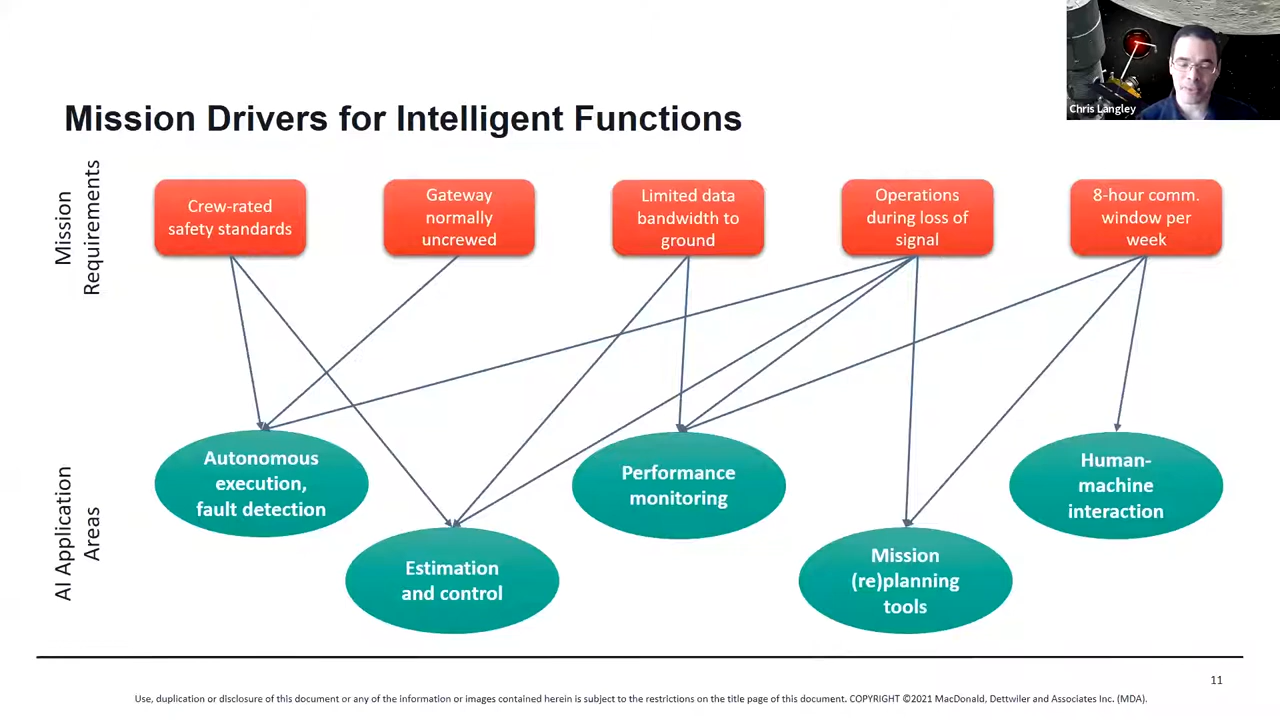 Chris Langley
Mission Drivers for Intelligent Functions
Mission
Requirements
Crew-rated
safety standards
Gateway
normally
uncrewed
Limited data
bandwidth to
ground
Operations
during loss of
signal
8-hour comm.
window per
week
AI Application
Areas
Autonomous
execution,
fault detection
Estimation
and control
Performance
monitoring
Mission
(re)planning
tools
Human-
machine
interaction
11
Use, duplication or disclosure of this document or any of the information or images contained herein is subject to the restrictions on the title page of this document. COPYRIGHT ©2021 MacDonald, Dettwiler and Associates Inc. (MDA).